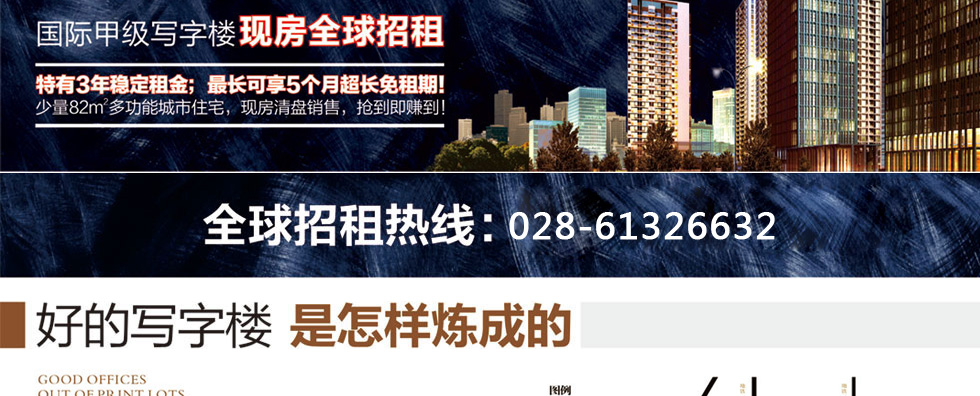 国际甲级写字楼 现房全球招租
特有3年稳定租金；最长可享5个月超长免租期!
少量82m²多功能城市住宅，现房清盘销售，抢到即赚到!
全球招租热线：028-61326632
好的写字楼 是怎样炼成的
GOOD OFFICES
OUT OF PRINT LOTS
图例